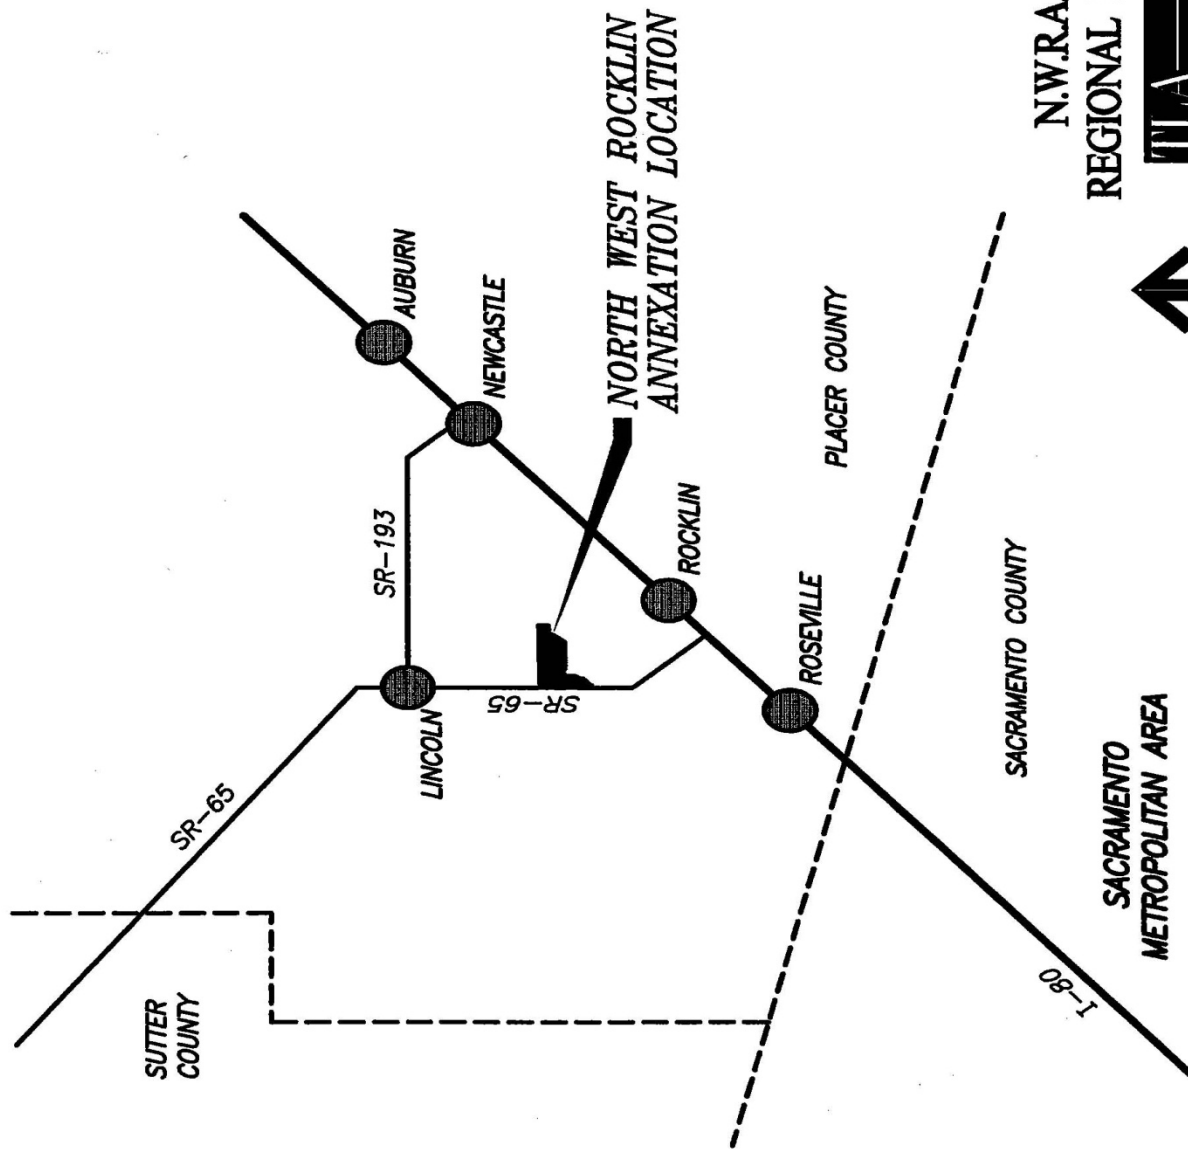 SUTTER
COUNTY
SR-65
LINCOLN
SR-193
AUBURN
NEWCASTLE
SR-65
NORTH WEST ROCKLIN
ANNEXATION LOCATION
ROCKLIN
ROSEVILLE
PLACER COUNTY
SACRAMENTO COUNTY
I-80
SACRAMENTO
METROPOLITAN AREA
N.W.R.A.
REGIONAL